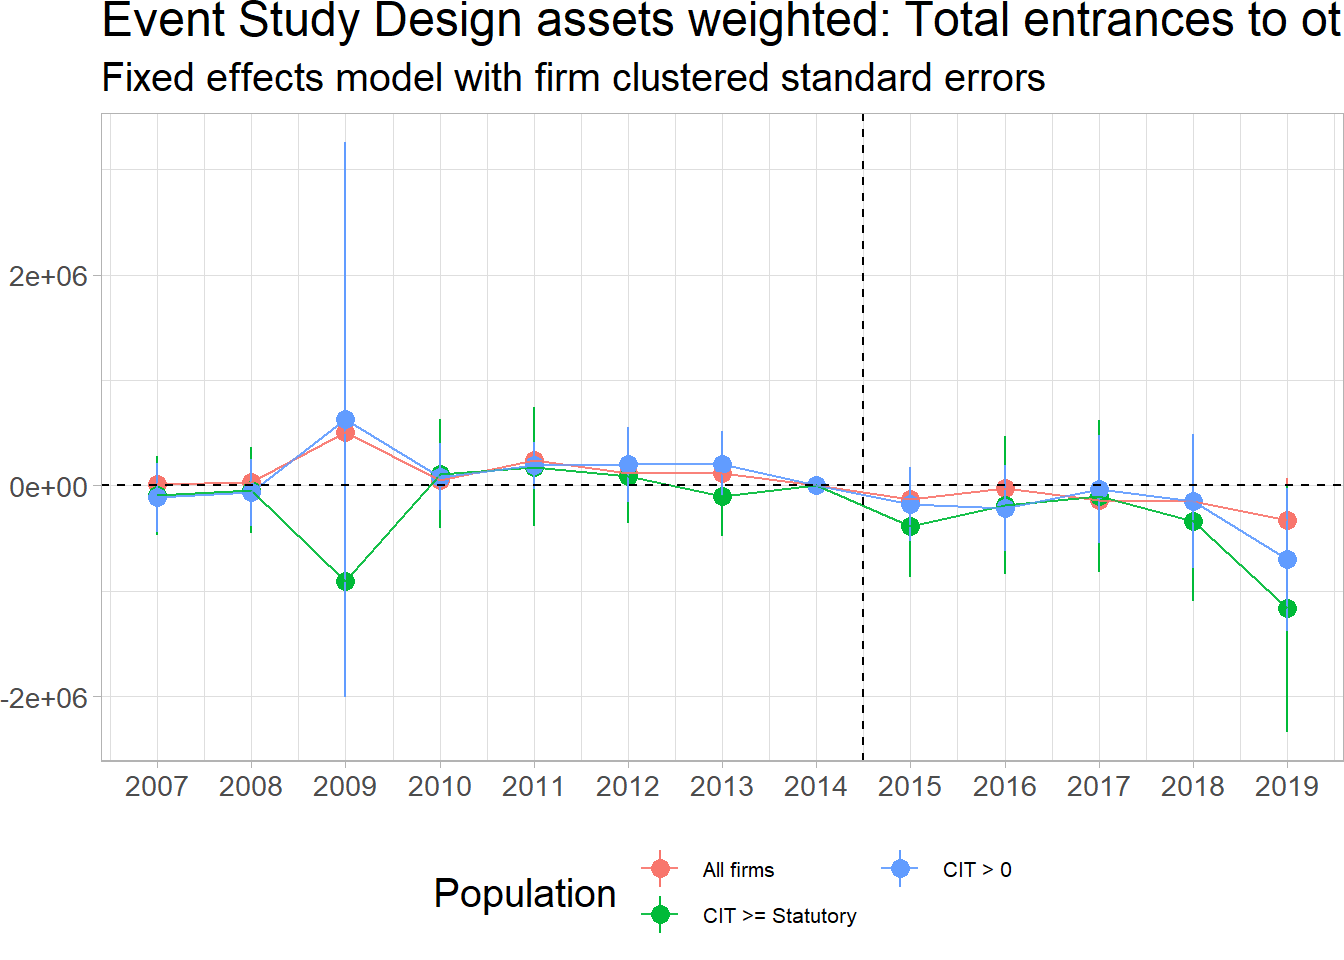 Event Study Design assets weighted: Total entrances to
Fixed effects model with firm clustered standard errors
2e+06
0e+00
-2e+06
2007 2008 2009 2010 2011 2012 2013 2014 2015 2016 2017 2018 2019
Population
All firms
CIT > 0
CIT >= Statutory